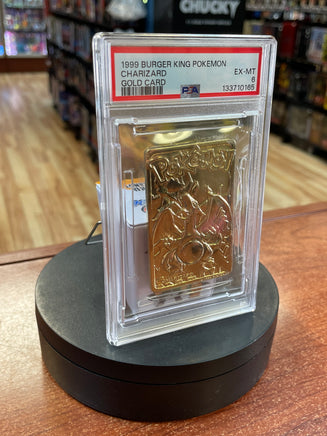 CHUCKY
1999 BURGER KING POKEMON
CHARIZARD EX-MT
GOLD CARD 6
PSA 133710165
POKéMON